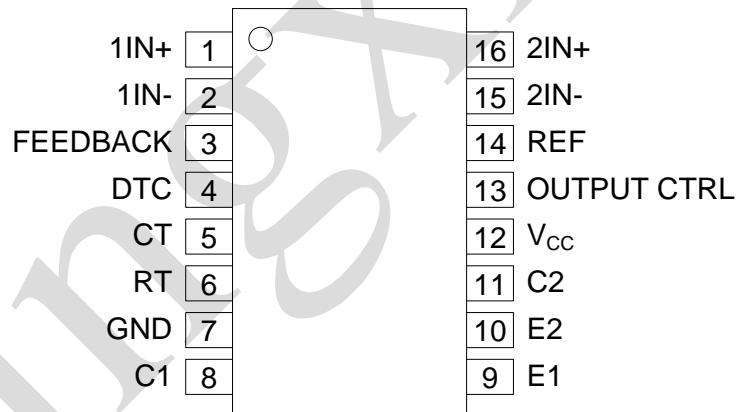 1IN+ 1 16 2IN+
1IN- 2 15 2IN-
FEEDBACK 3 14 REF
DTC 4 13 OUTPUT CTRL
CT 5 12 VCC
RT 6 11 C2
GND 7 10 E2
C1 8 9 E1